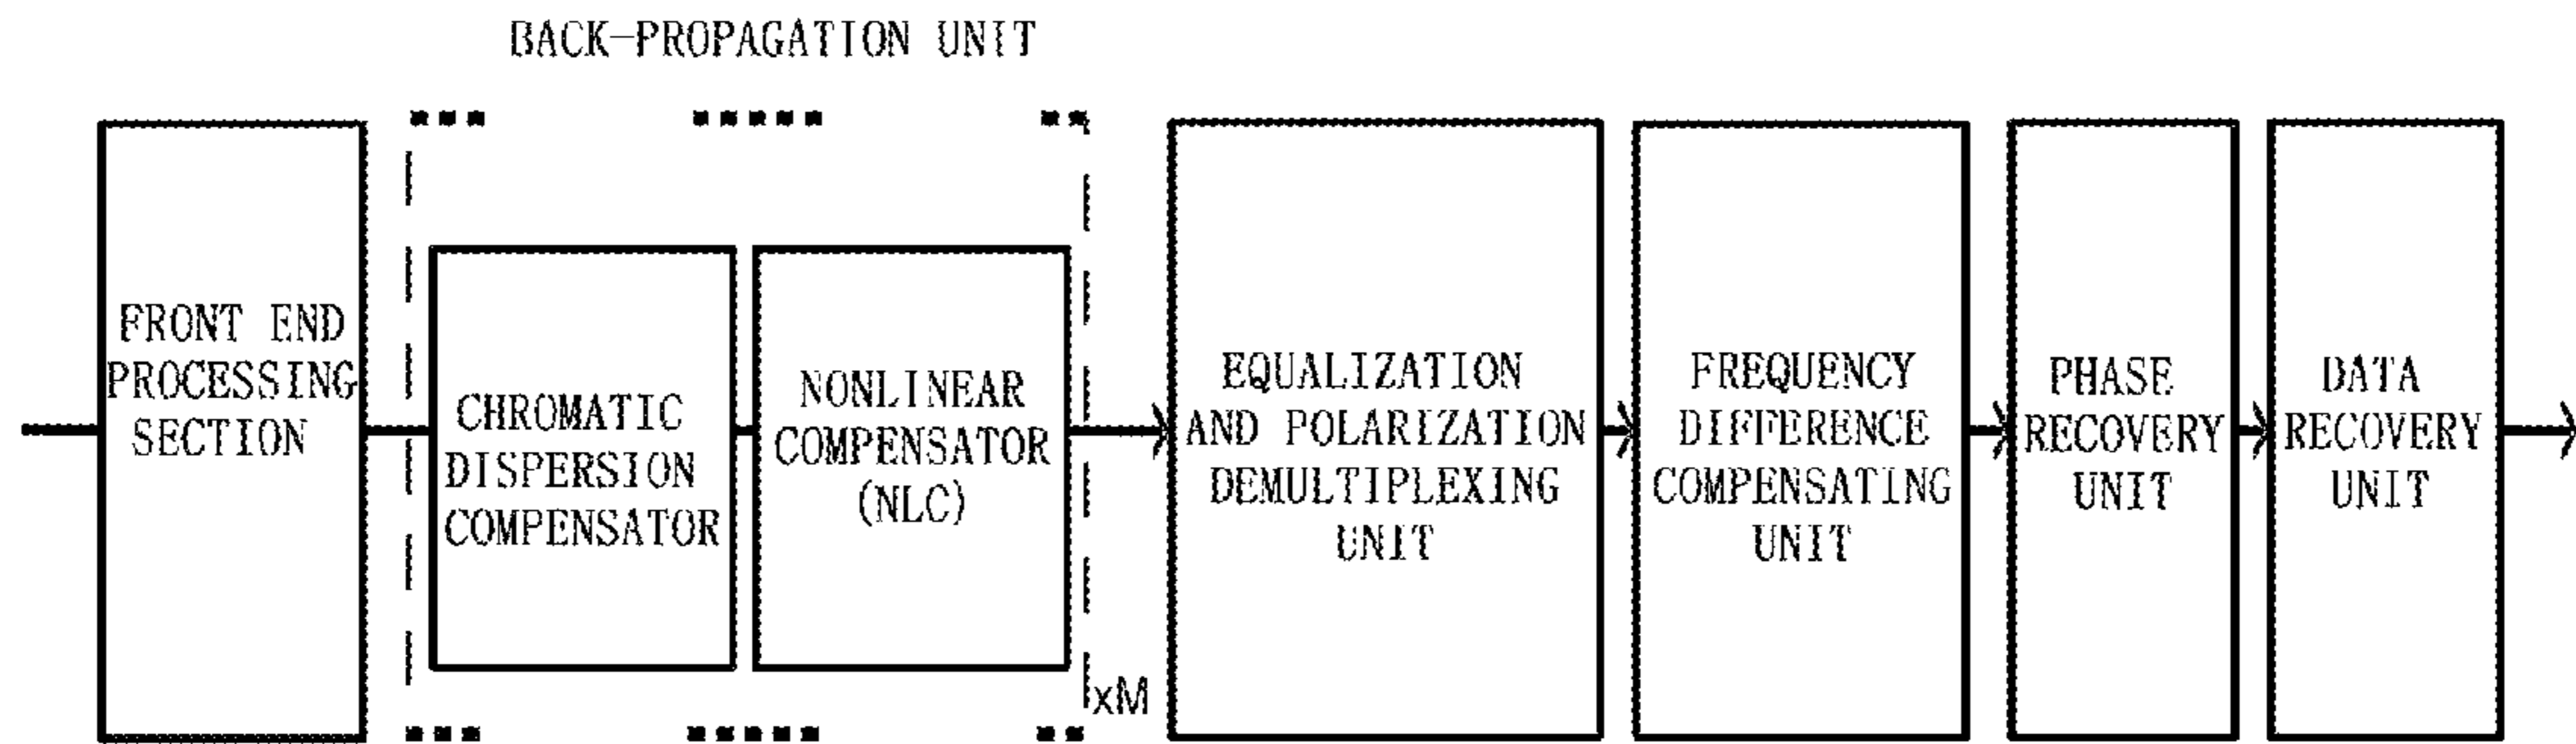 BACK-PROPAGATION UNIT
FRONT END
PROCESSING
SECTION
CHROMATIC
DISPERSION
COMPENSATOR
NONLINEAR
COMPENSATOR
(NLC)
xM
EQUALIZATION
AND POLARIZATION
DEMULTIPLEXING
UNIT
FREQUENCY
DIFFERENCE
COMPENSATING
UNIT
PHASE
RECOVERY
UNIT
DATA
RECOVERY
UNIT